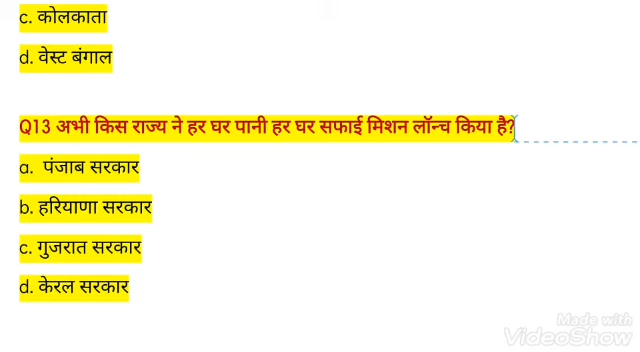 c. कोलकाता
d. वेस्ट बंगाल
Q13 अभी किस राज्य ने हर घर पानी हर घर सफाई मिशन लॉन्च किया है?
a. पंजाब सरकार
b. हरियाणा सरकार
c. गुजरात सरकार
d. केरल सरकार
Made with
VideoShow